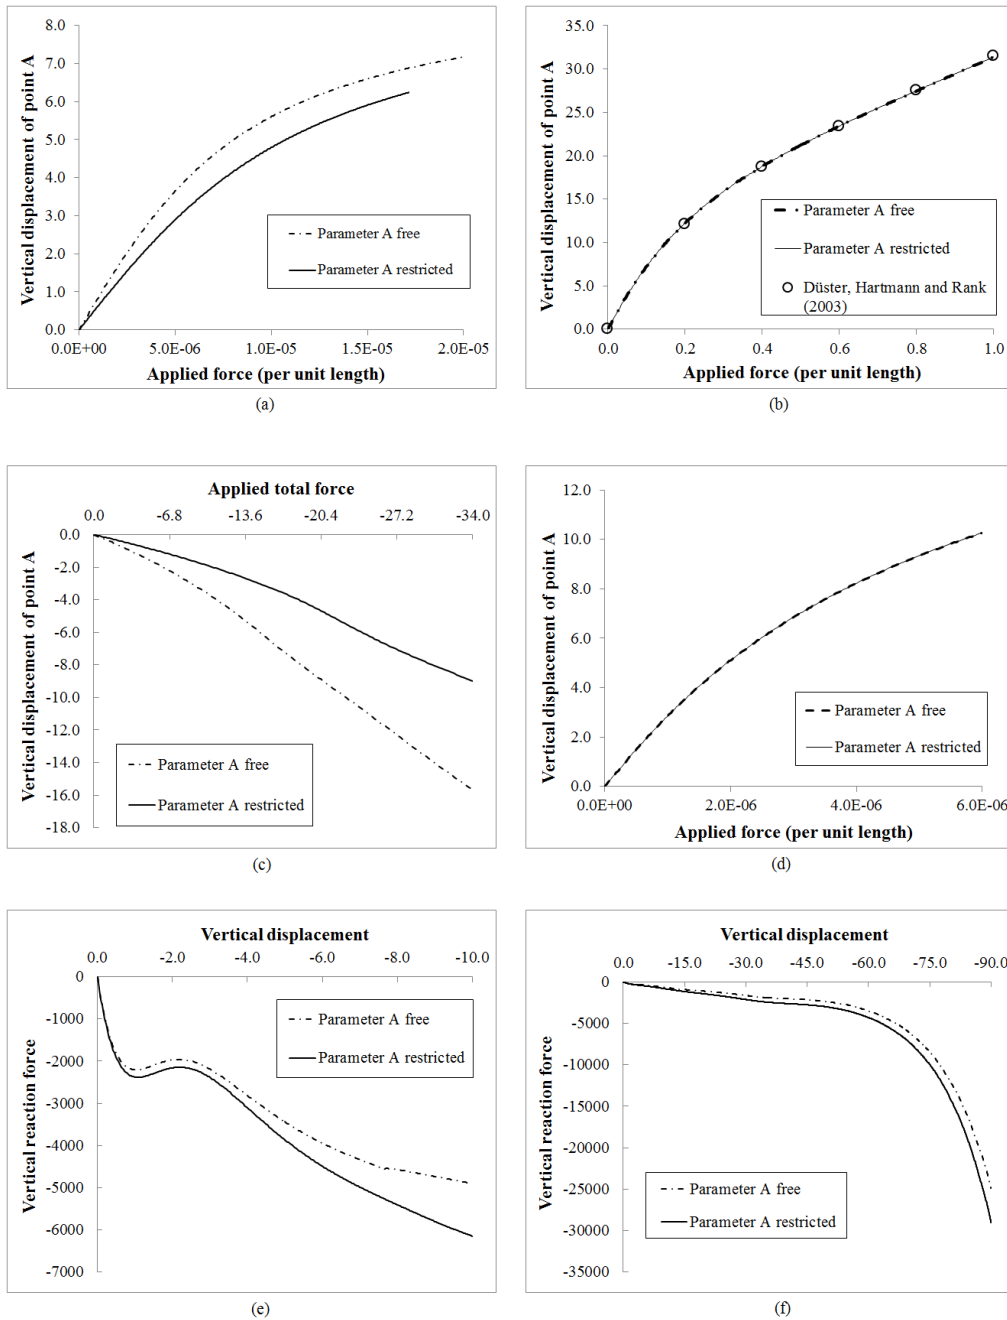 8.0
7.0
6.0
5.0
4.0
3.0
2.0
1.0
0.0
Vertical displacement of point A
Parameter A free
Parameter A restricted
0.0E+00 5.0E-06 1.0E-05 1.5E-05 2.0E-05
Applied force (per unit length)
(a)
35.0
30.0
25.0
20.0
15.0
10.0
5.0
0.0
Vertical displacement of point A
Parameter A free
Parameter A restricted
Düster, Hartmann and Rank
(2003)
0.0 0.2 0.4 0.6 0.8 1.0
Applied force (per unit length)
(b)
Applied total force
0.0 -6.8 -13.6 -20.4 -27.2 -34.0
0.0
-2.0
-4.0
-6.0
-8.0
-10.0
-12.0
-14.0
-16.0
-18.0
Vertical displacement of point A
Parameter A free
Parameter A restricted
(c)
12.0
10.0
8.0
6.0
4.0
2.0
0.0
Vertical displacement of point A
Parameter A free
Parameter A restricted
0.0E+00 2.0E-06 4.0E-06 6.0E-06
Applied force (per unit length)
(d)
Vertical displacement
0.0 -2.0 -4.0 -6.0 -8.0 -10.0
0
-1000
-2000
-3000
-4000
-5000
-6000
-7000
Vertical reaction force
Parameter A free
Parameter A restricted
(e)
Vertical displacement
0.0 -15.0 -30.0 -45.0 -60.0 -75.0 -90.0
0
-5000
-10000
-15000
-20000
-25000
-30000
-35000
Vertical reaction force
Parameter A free
Parameter A restricted
(f)